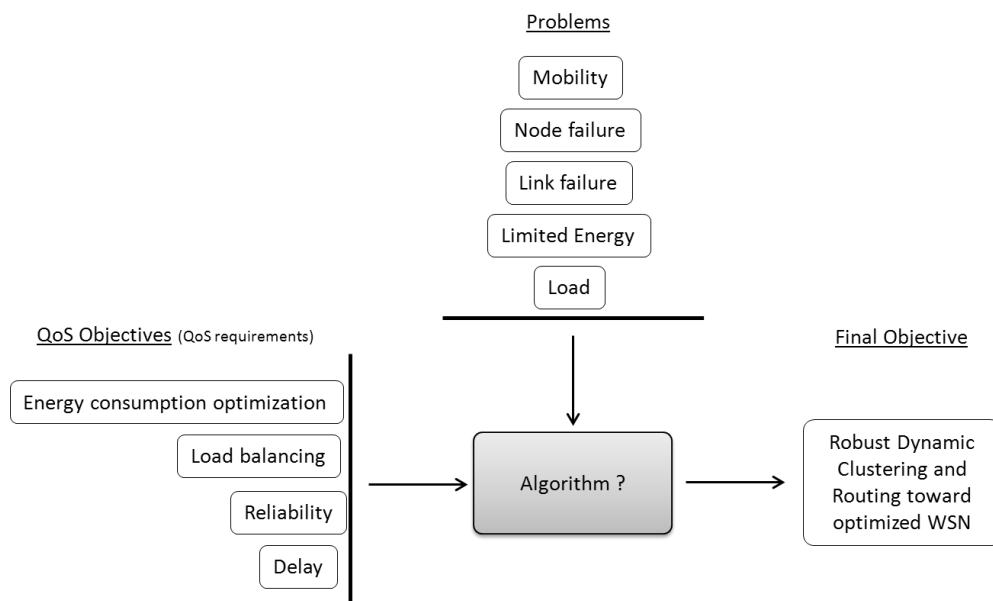 Problems
Mobility
Node failure
Link failure
Limited Energy
Load
QoS Objectives (QoS requirements)
Energy consumption optimization
Load balancing
Reliability
Delay
Algorithm ?
Final Objective
Robust Dynamic
Clustering and
Routing toward
optimized WSN